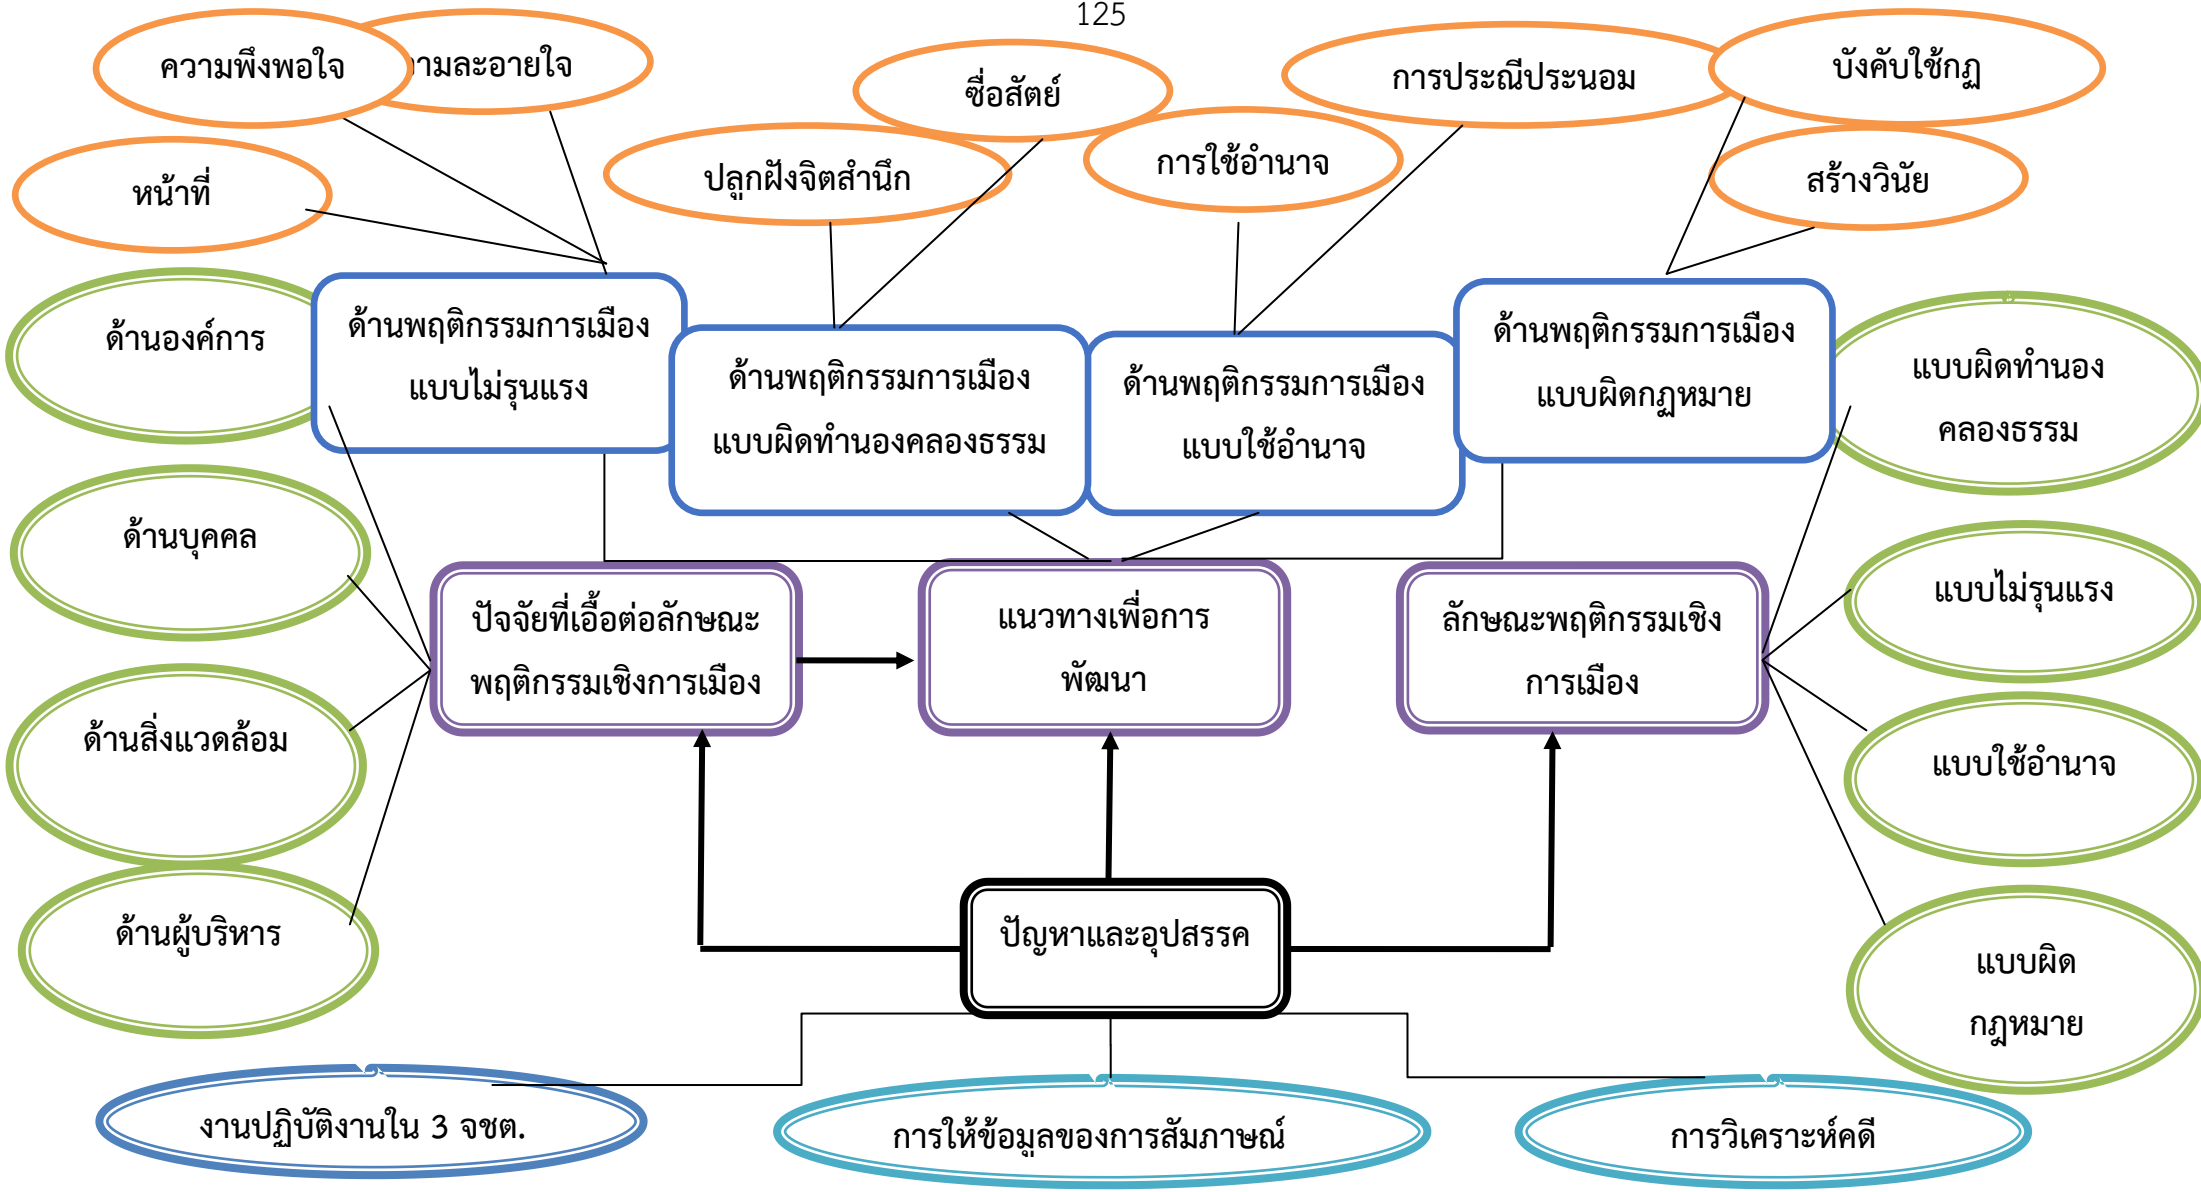 125
ความพึงพอใจ
ามละอายใจ
ซื่อสัตย์
การประณีประนอม
บังคับใช้กฏ
หน้าที่
ปลูกฝังจิตสำนึก
การใช้อำนาจ
สร้างวินัย
ด้านองค์การ
ด้านพฤติกรรมการเมือง
แบบไม่รุนแรง
ด้านพฤติกรรมการเมือง
แบบผิดทำนองคลองธรรม
ด้านพฤติกรรมการเมือง
แบบใช้อำนาจ
ด้านพฤติกรรมการเมือง
แบบผิดกฏหมาย
แบบผิดทำนอง
คลองธรรม
ด้านบุคคล
ปัจจัยที่เอื้อต่อลักษณะ
พฤติกรรมเชิงการเมือง
แนวทางเพื่อการ
พัฒนา
ลักษณะพฤติกรรมเชิง
การเมือง
แบบไม่รุนแรง
ด้านสิ่งแวดล้อม
แบบใช้อำนาจ
ด้านผู้บริหาร
ปัญหาและอุปสรรค
แบบผิด
กฎหมาย
งานปฏิบัติงานใน 3 จชต.
การให้ข้อมูลของการสัมภาษณ์
การวิเคราะห์คดี